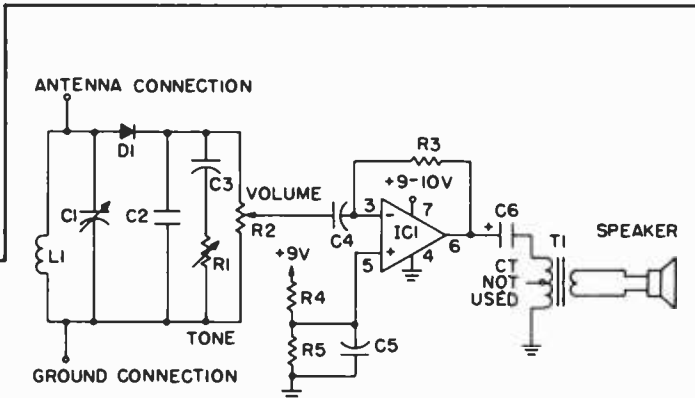 ANTENNA CONNECTION
D1
C3
R3
VOLUME
+9-10V
C1
C2
R2
C4
3
-
7
IC1
6
+
C6
T1
SPEAKER
L1
R1
+9V
5
+
4
CT
NOT
USED
R4
TONE
R5
C5
GROUND CONNECTION